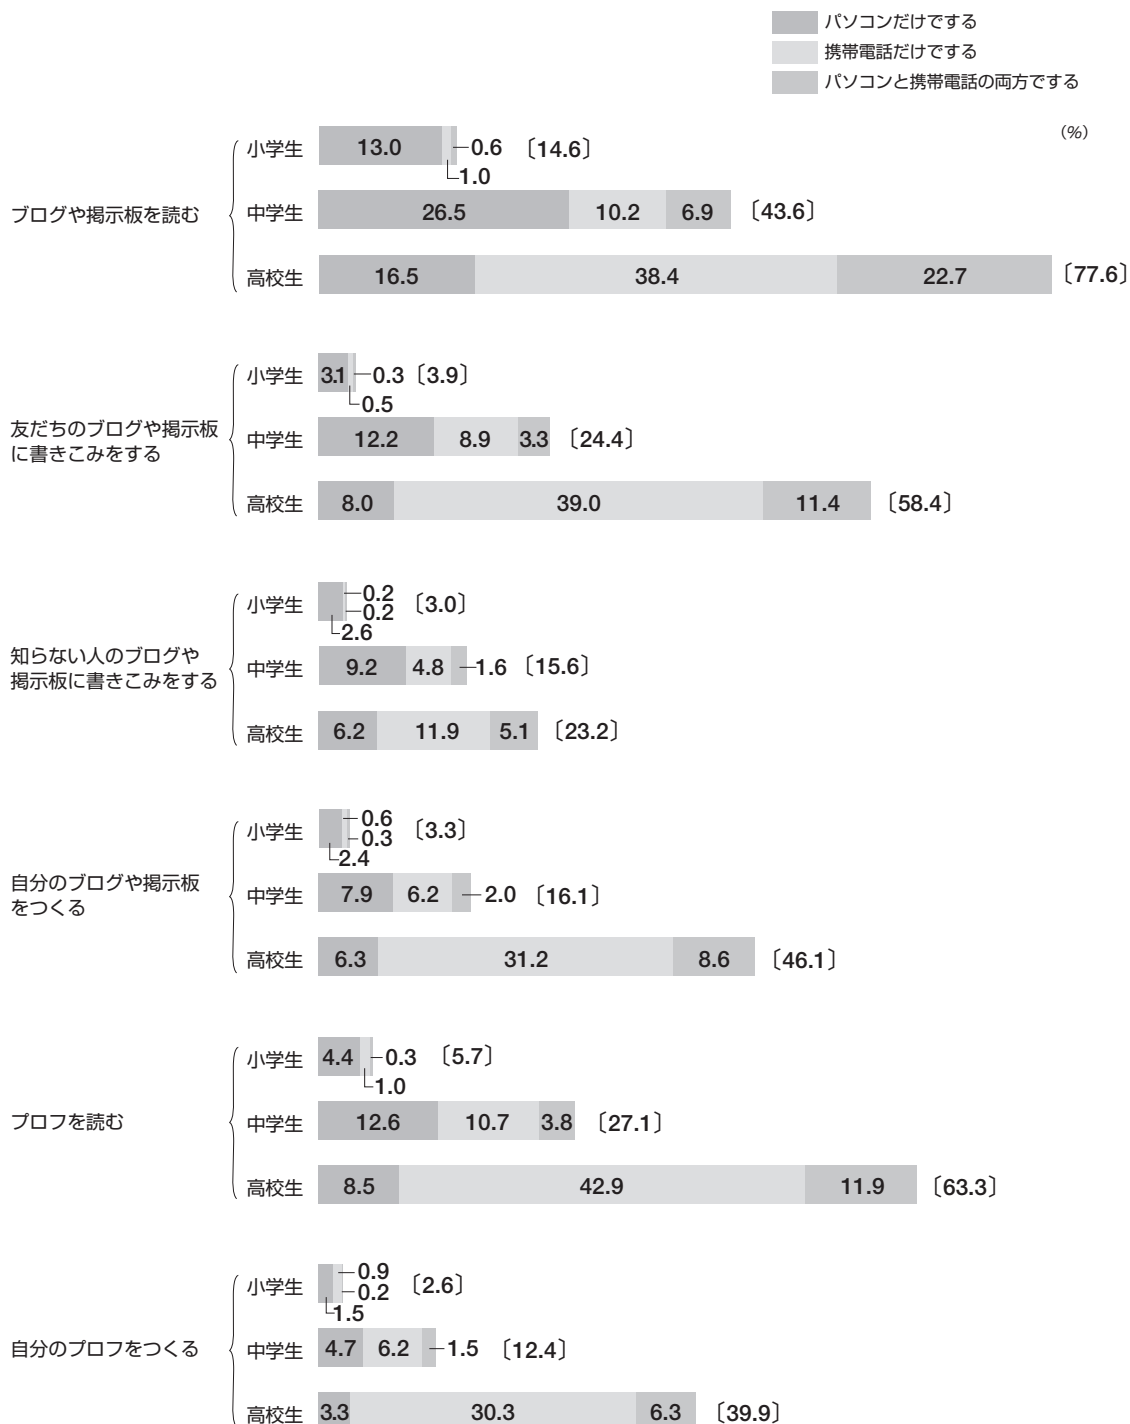 パソコンだけでする
携帯電話だけでする
パソコンと携帯電話の両方でする
(%)
ブログや掲示板を読む
小学生 13.0 1.0 0.6 〔14.6〕
中学生 26.5 10.2 6.9 〔43.6〕
高校生 16.5 38.4 22.7 〔77.6〕
友だちのブログや掲示板
に書きこみをする
小学生 3.1 0.5 0.3 〔3.9〕
中学生 12.2 8.9 3.3 〔24.4〕
高校生 8.0 39.0 11.4 〔58.4〕
知らない人のブログや
掲示板に書きこみをする
小学生 2.6 0.2 0.2 〔3.0〕
中学生 9.2 4.8 1.6 〔15.6〕
高校生 6.2 11.9 5.1 〔23.2〕
自分のブログや掲示板
をつくる
小学生 2.4 0.6 0.3 〔3.3〕
中学生 7.9 6.2 2.0 〔16.1〕
高校生 6.3 31.2 8.6 〔46.1〕
プロフを読む
小学生 4.4 1.0 0.3 〔5.7〕
中学生 12.6 10.7 3.8 〔27.1〕
高校生 8.5 42.9 11.9 〔63.3〕
自分のプロフをつくる
小学生 1.5 0.9 0.2 〔2.6〕
中学生 4.7 6.2 1.5 〔12.4〕
高校生 3.3 30.3 6.3 〔39.9〕